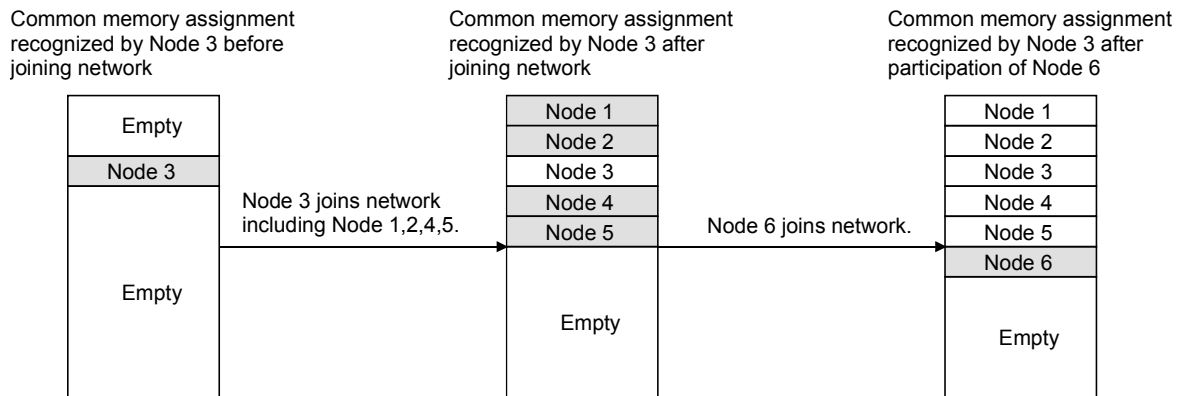 Common memory assignment
recognized by Node 3 before
joining network
Common memory assignment
recognized by Node 3 after
joining network
Common memory assignment
recognized by Node 3 after
participation of Node 6
Empty
Node 3
Empty
Node 3 joins network
including Node 1,2,4,5.
Node 1
Node 2
Node 3
Node 4
Node 5
Empty
Node 6 joins network.
Node 1
Node 2
Node 3
Node 4
Node 5
Node 6
Empty